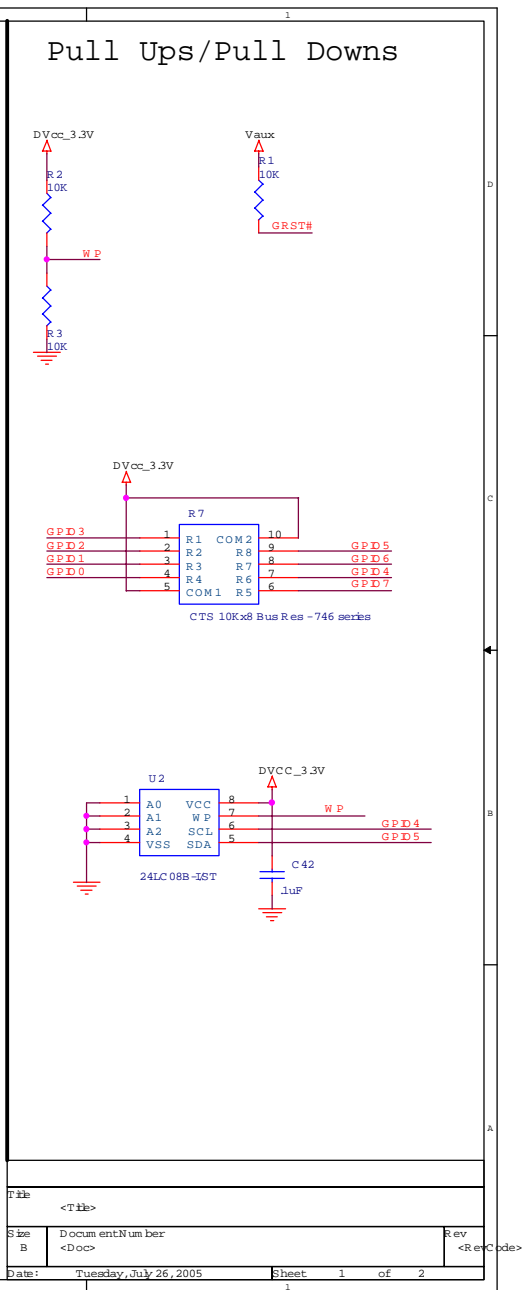 1
Pull Ups/Pull Downs
DVcc_3.3V
Vaux
R2
10K
R1
10K
D
GRST#
WP
R3
10K
DVcc_3.3V
C
R7
GPIO3 1 R1 COM2 10
GPIO2 2 R2 R8 9 GPIO5
GPIO1 3 R3 R7 8 GPIO6
GPIO0 4 R4 R6 7 GPIO4
5 COM1 R5 6 GPIO7
CTS 10Kx8 Bus Res - 746 series
DVCC_3.3V
U2
1 A0 VCC 8
2 A1 WP 7 WP
3 A2 SCL 6 GPIO4
4 VSS SDA 5 GPIO5
B
24LC08B-I/ST
C42
.1uF
A
Title
<Title>
Size Document Number Rev
B <Doc> <RevCode>
Date: Tuesday, July 26, 2005 Sheet 1 of 2
1